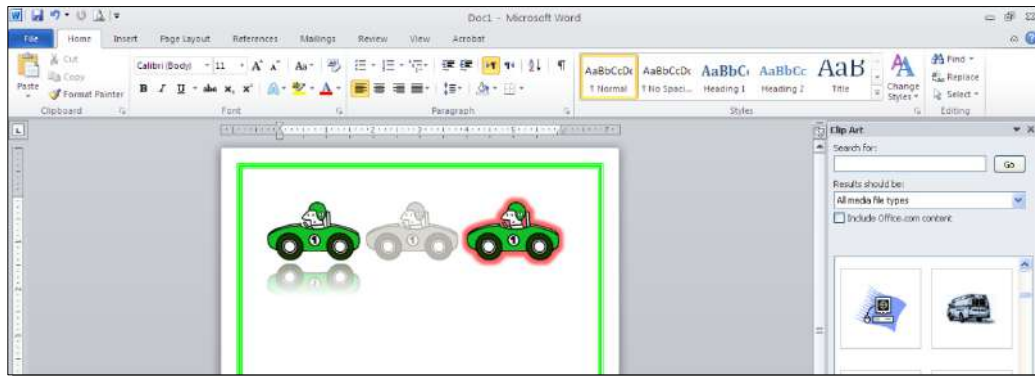 Doc1 - Microsoft Word
File Home Insert Page Layout References Mailings Review View Acrobat
Cut
Copy
Format Painter
Paste
Clipboard
Calibri (Body) 11
Font
Paragraph
AaBbCcDc AaBbCcDc AaBbC AaBbCc AaB
¶ Normal ¶ No Spaci... Heading 1 Heading 2 Title
Change Styles
Styles
Find
Replace
Select
Editing
Clip Art
Search for:
Go
Results should be:
All media file types
Include Office.com content
1 1 1